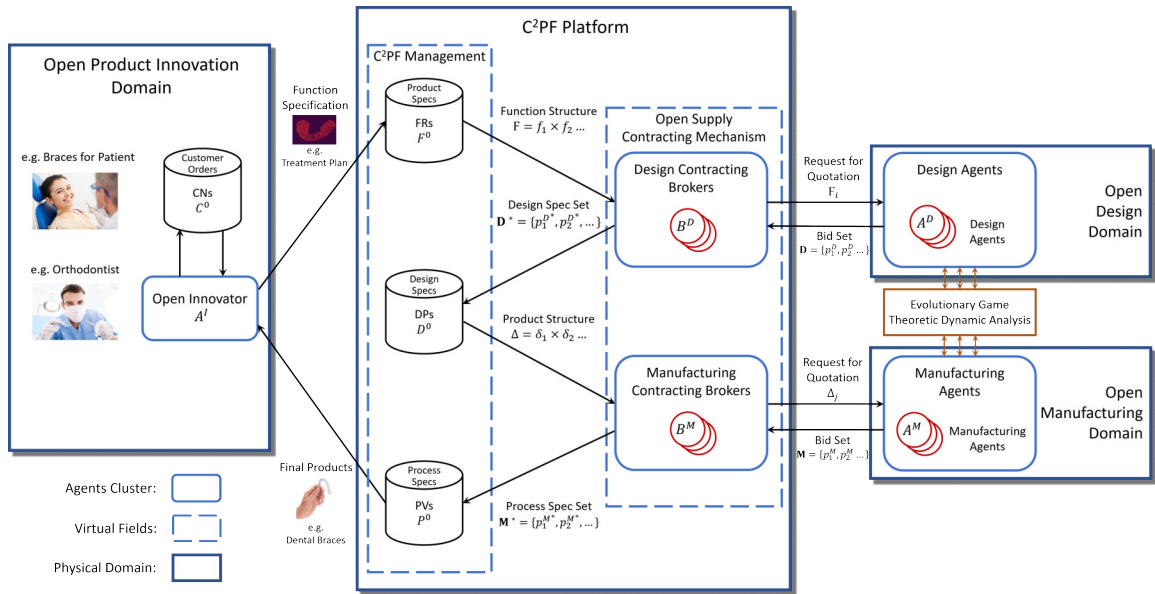 Open Product Innovation
Domain
e.g. Braces for Patient
Customer
Orders
CNs
C⁰
e.g. Orthodontist
Open Innovator
Aᴵ
Agents Cluster:
Virtual Fields:
Physical Domain:
Function
Specification
e.g.
Treatment Plan
Final Products
e.g.
Dental Braces
C²PF Platform
C²PF Management
Product
Specs
FRs
F⁰
Design
Specs
DPs
D⁰
Process
Specs
PVs
P⁰
Function Structure
F = f₁ × f₂ ...
Design Spec Set
D * = {p₁ᴰ*, p₂ᴰ*, ...}
Product Structure
Δ = δ₁ × δ₂ ...
Process Spec Set
M * = {p₁ᴹ*, p₂ᴹ*, ...}
Open Supply
Contracting Mechanism
Design Contracting
Brokers
Bᴰ
Manufacturing
Contracting Brokers
Bᴹ
Request for
Quotation
Fᵢ
Bid Set
D = {p₁ᴰ, p₂ᴰ ...}
Request for
Quotation
Δⱼ
Bid Set
M = {p₁ᴹ, p₂ᴹ ...}
Design Agents
Aᴰ
Design
Agents
Open
Design
Domain
Evolutionary Game
Theoretic Dynamic Analysis
Manufacturing
Agents
Aᴹ
Manufacturing
Agents
Open
Manufacturing
Domain